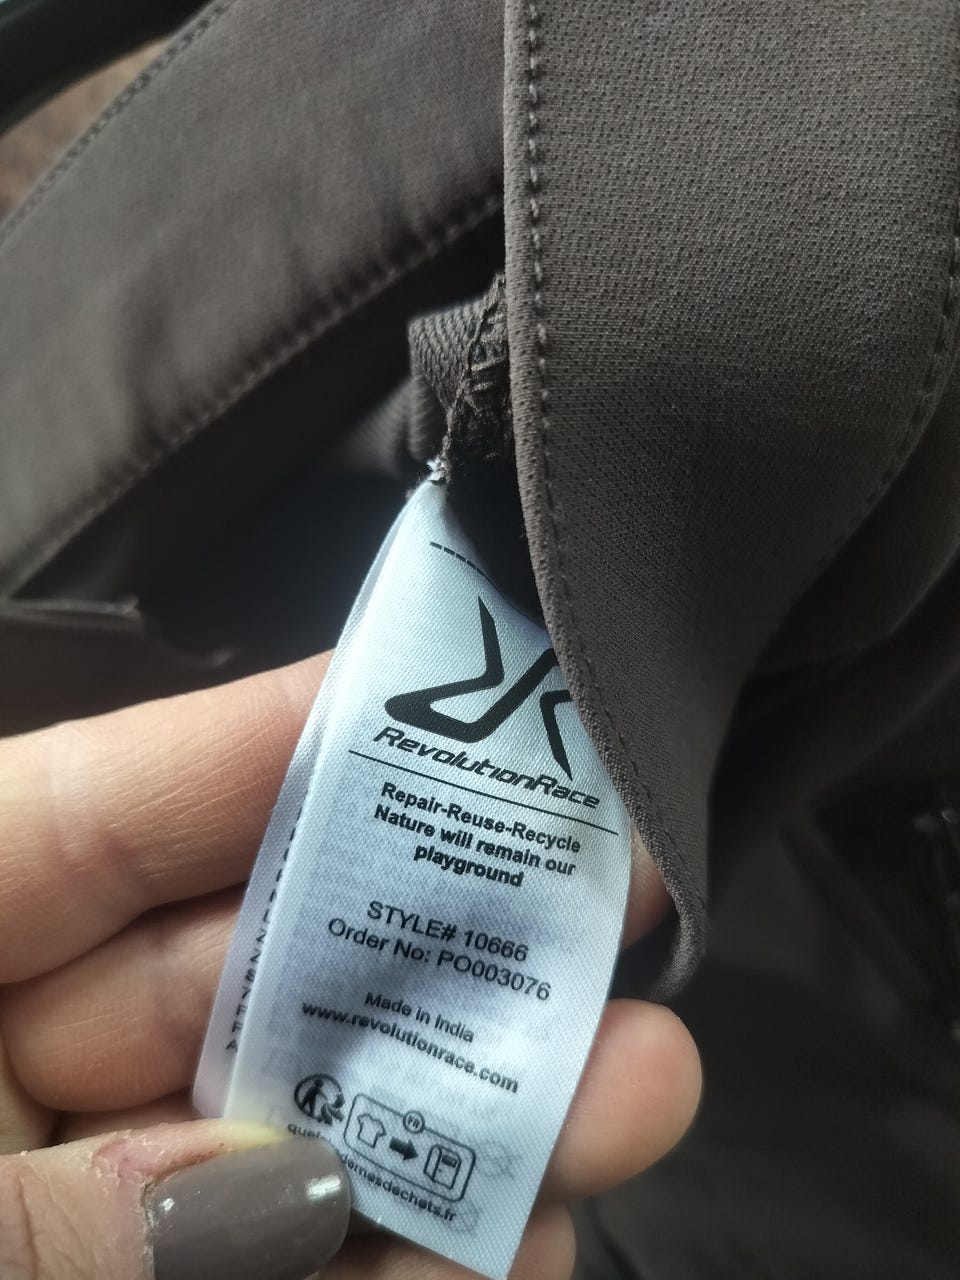 RevolutionRace
Repair-Reuse-Recycle
Nature will remain our
playground
STYLE# 10666
Order No: PO003076
Made in India
www.revolutionrace.com
FR